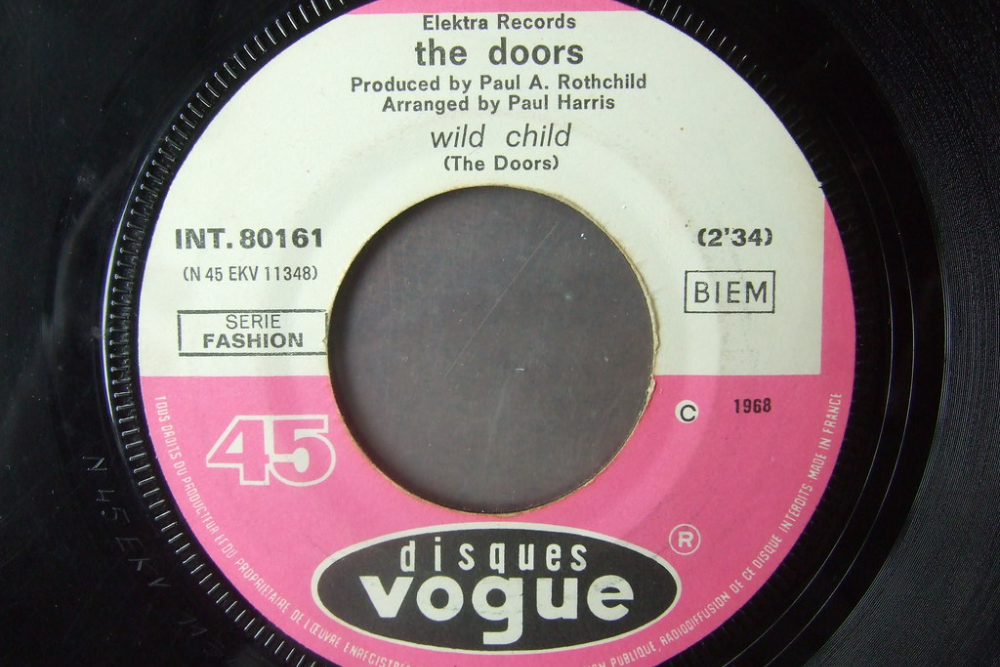 Elektra Records
the doors
Produced by Paul A. Rothchild
Arranged by Paul Harris
wild child
(The Doors)
INT. 80161
(2'34)
(N 45 EKV 11348)
BIEM
SERIE
FASHION
© 1968
45
disques
vogue
®
TOUS DROITS DU PRODUCTEUR ET DU PROPRIETAIRE DE L'ŒUVRE ENREGISTRE
PUBLIQUE, RADIODIFFUSION DE CE DISQUE INTERDITS MADE IN FRANCE
N 45 EKV